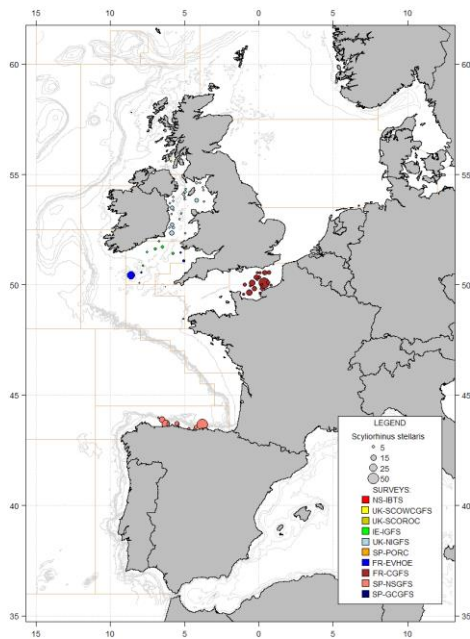 15 10 5 0 5 10
60
55
50
45
40
35
LEGEND
Scyliorhinus stellaris
5
15
25
50
SURVEYS:
NS-IBTS
UK-SCOWCGFS
UK-SCOROC
IE-IGFS
UK-NIGFS
SP-PORC
FR-EVHOE
FR-CGFS
SP-NSGFS
SP-GCGFS
15 10 5 0 5 10